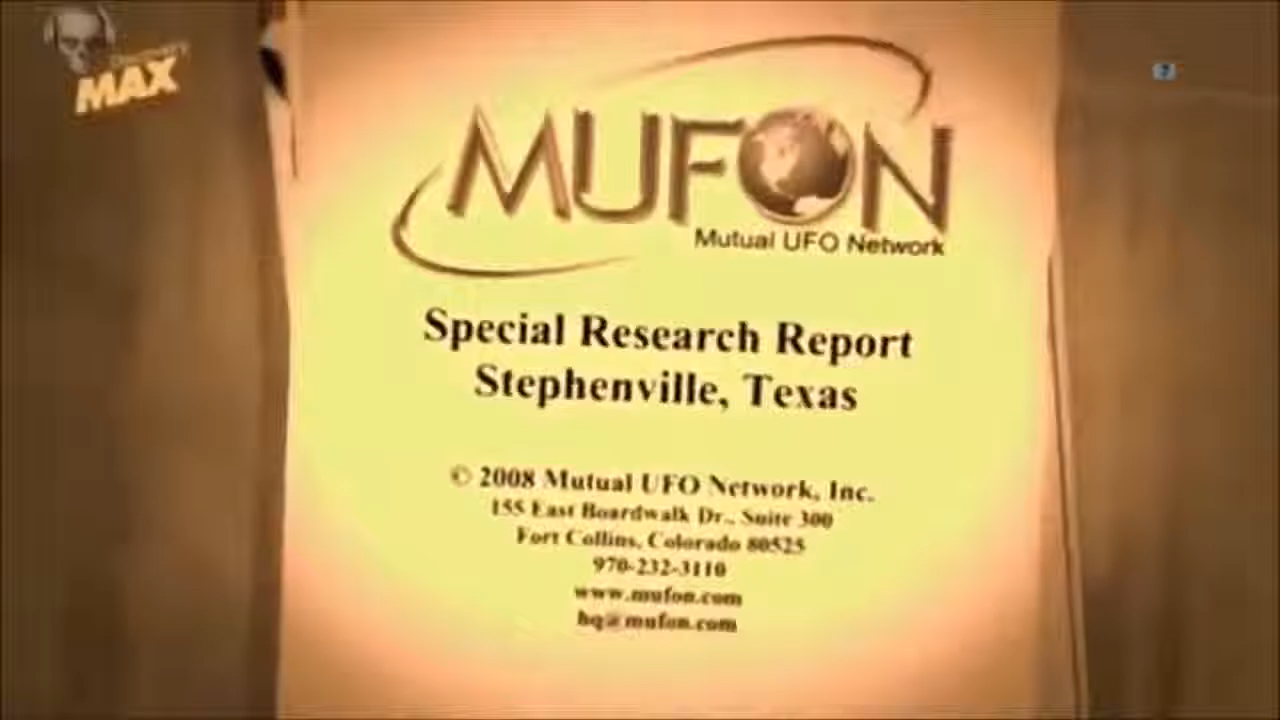 Discovery
MAX
MUFON
Mutual UFO Network
Special Research Report
Stephenville, Texas
© 2008 Mutual UFO Network, Inc.
155 East Boardwalk Dr., Suite 300
Fort Collins, Colorado 80525
970-232-3110
www.mufon.com
hq@mufon.com